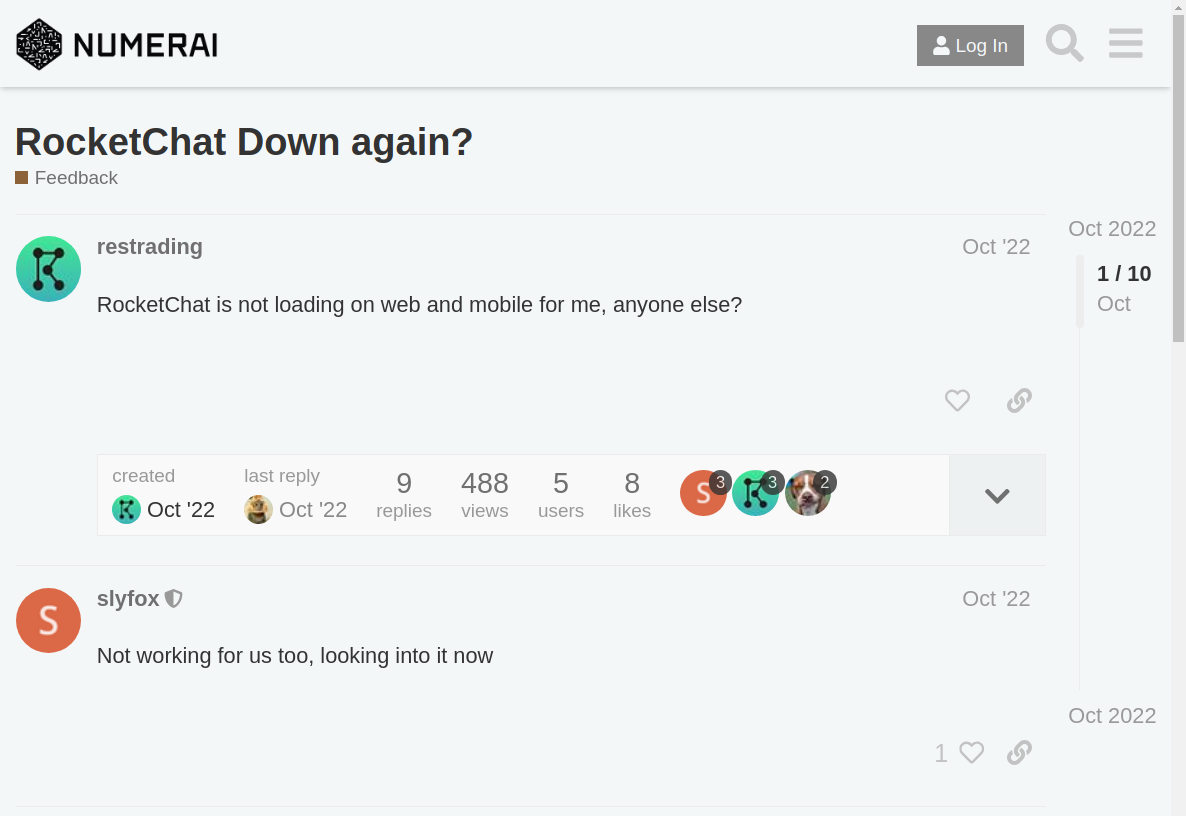 NUMERAI
Log In
RocketChat Down again?
Feedback
restrading
Oct '22
RocketChat is not loading on web and mobile for me, anyone else?
created
Oct '22
last reply
Oct '22
9
replies
488
views
5
users
8
likes
S
3
3
2
S
slyfox
Oct '22
Not working for us too, looking into it now
1
Oct 2022
1 / 10
Oct
Oct 2022